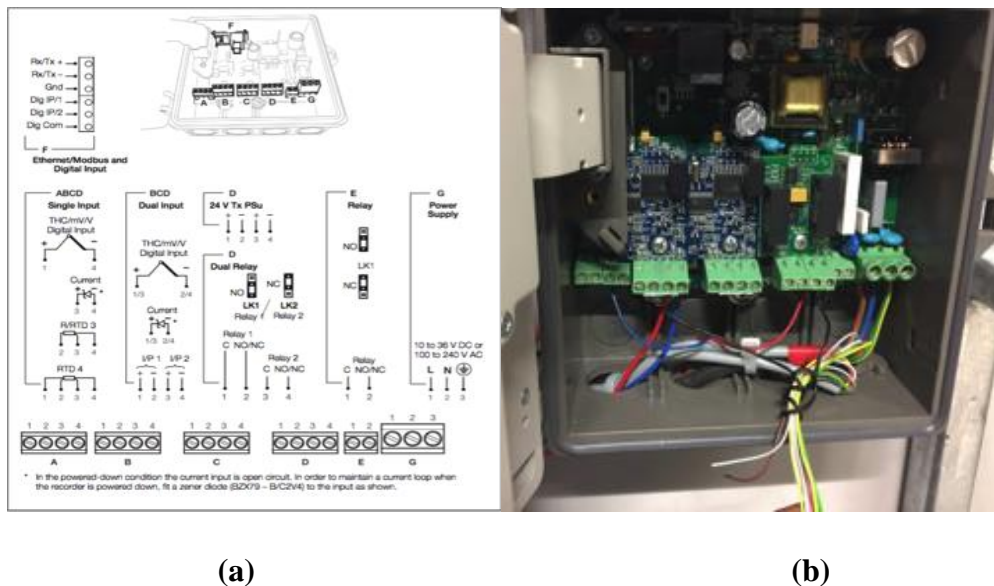 F
A B C D E G
Rx/Tx +
Rx/Tx –
Gnd
Dig IP/1
Dig IP/2
Dig Com
F
Ethernet/Modbus and
Digital Input
ABCD
Single Input
THC/mV/V
Digital Input
+ –
1 4
Current
+
3 4
R/RTD 3
2 3 4
RTD 4
1 2 3 4
BCD
Dual Input
THC/mV/V
Digital Input
+ –
1/3 2/4
Current
1/3 2/4
I/P 1 I/P 2
+ – + –
1 2 3 4
D
24 V Tx PSu
+ – + –
1 2 3 4
D
Dual Relay
NO NC
LK1 LK2
Relay 1 Relay 2
Relay 1
C NO/NC
Relay 2
C NO/NC
1 2 3 4
E
Relay
NO
LK1
NC
Relay
C NO/NC
1 2
G
Power
Supply
10 to 36 V DC or
100 to 240 V AC
L N
1 2 3
1 2 3 4 1 2 3 4 1 2 3 4 1 2 3 4 1 2 1 2 3
A B C D E G
* In the powered-down condition the current input is open circuit. In order to maintain a current loop when
the recorder is powered down, fit a zener diode (BZX79 – B/C2V4) to the input as shown.
(a) (b)